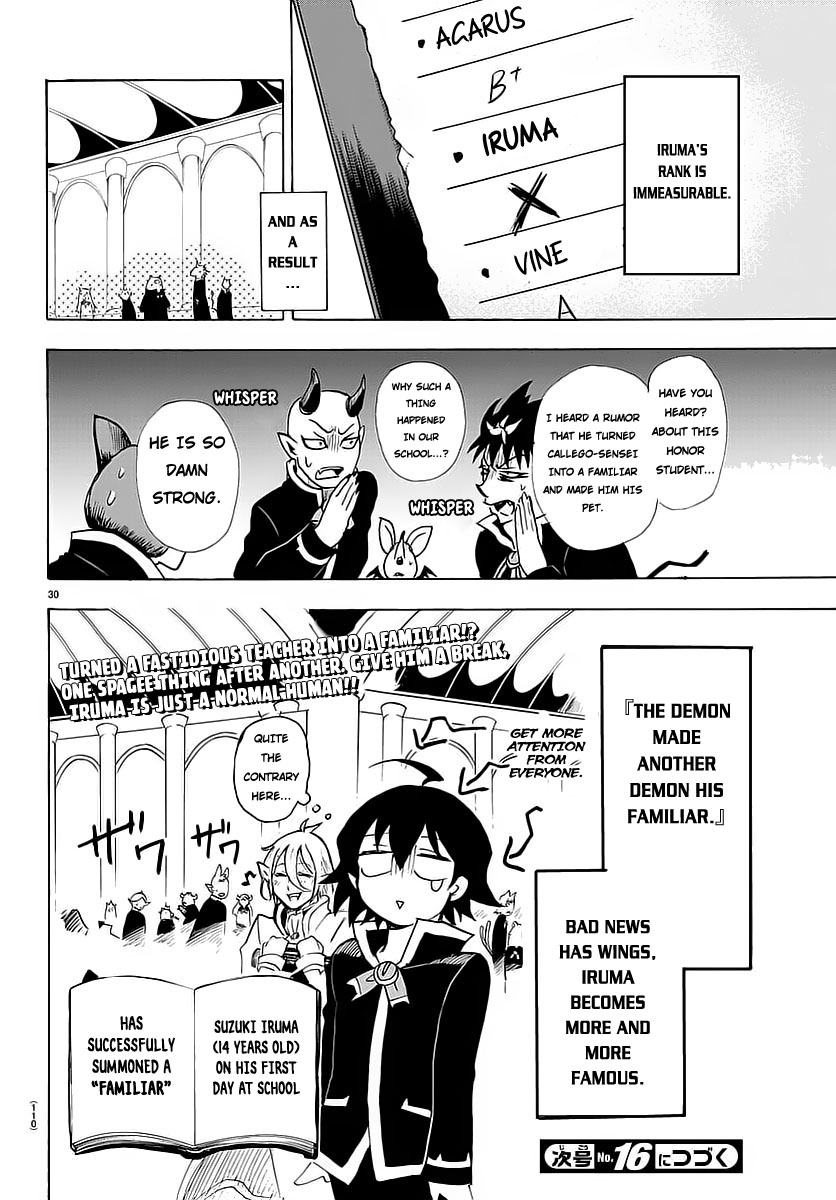 • AGARUS
B+
• IRUMA
X
• VINE
A
IRUMA'S
RANK IS
IMMEASURABLE.
AND AS
A
RESULT
...
HAVE YOU
HEARD?
ABOUT THIS
HONOR
STUDENT...
I HEARD A RUMOR
THAT HE TURNED
CALLEGO-SENSEI
INTO A FAMILIAR
AND MADE HIM HIS
PET.
WHISPER
WHY SUCH A
THING
HAPPENED
IN OUR
SCHOOL...?
WHISPER
HE IS SO
DAMN
STRONG.
30
『THE DEMON
MADE
ANOTHER
DEMON HIS
FAMILIAR.』
TURNED A FASTIDIOUS TEACHER INTO A FAMILIAR!?
ONE SPAGEE THING AFTER ANOTHER. GIVE HIM A BREAK,
IRUMA IS JUST A NORMAL HUMAN!!
GET MORE
ATTENTION
FROM
EVERYONE.
QUITE
THE
CONTRARY
HERE...
ザワ
ザワ
BAD NEWS
HAS WINGS,
IRUMA
BECOMES
MORE AND
MORE
FAMOUS.
SUZUKI IRUMA
(14 YEARS OLD)
ON HIS FIRST
DAY AT SCHOOL
HAS
SUCCESSFULLY
SUMMONED A
“FAMILIAR”
(110)
次号 No.16 につづく
じごう